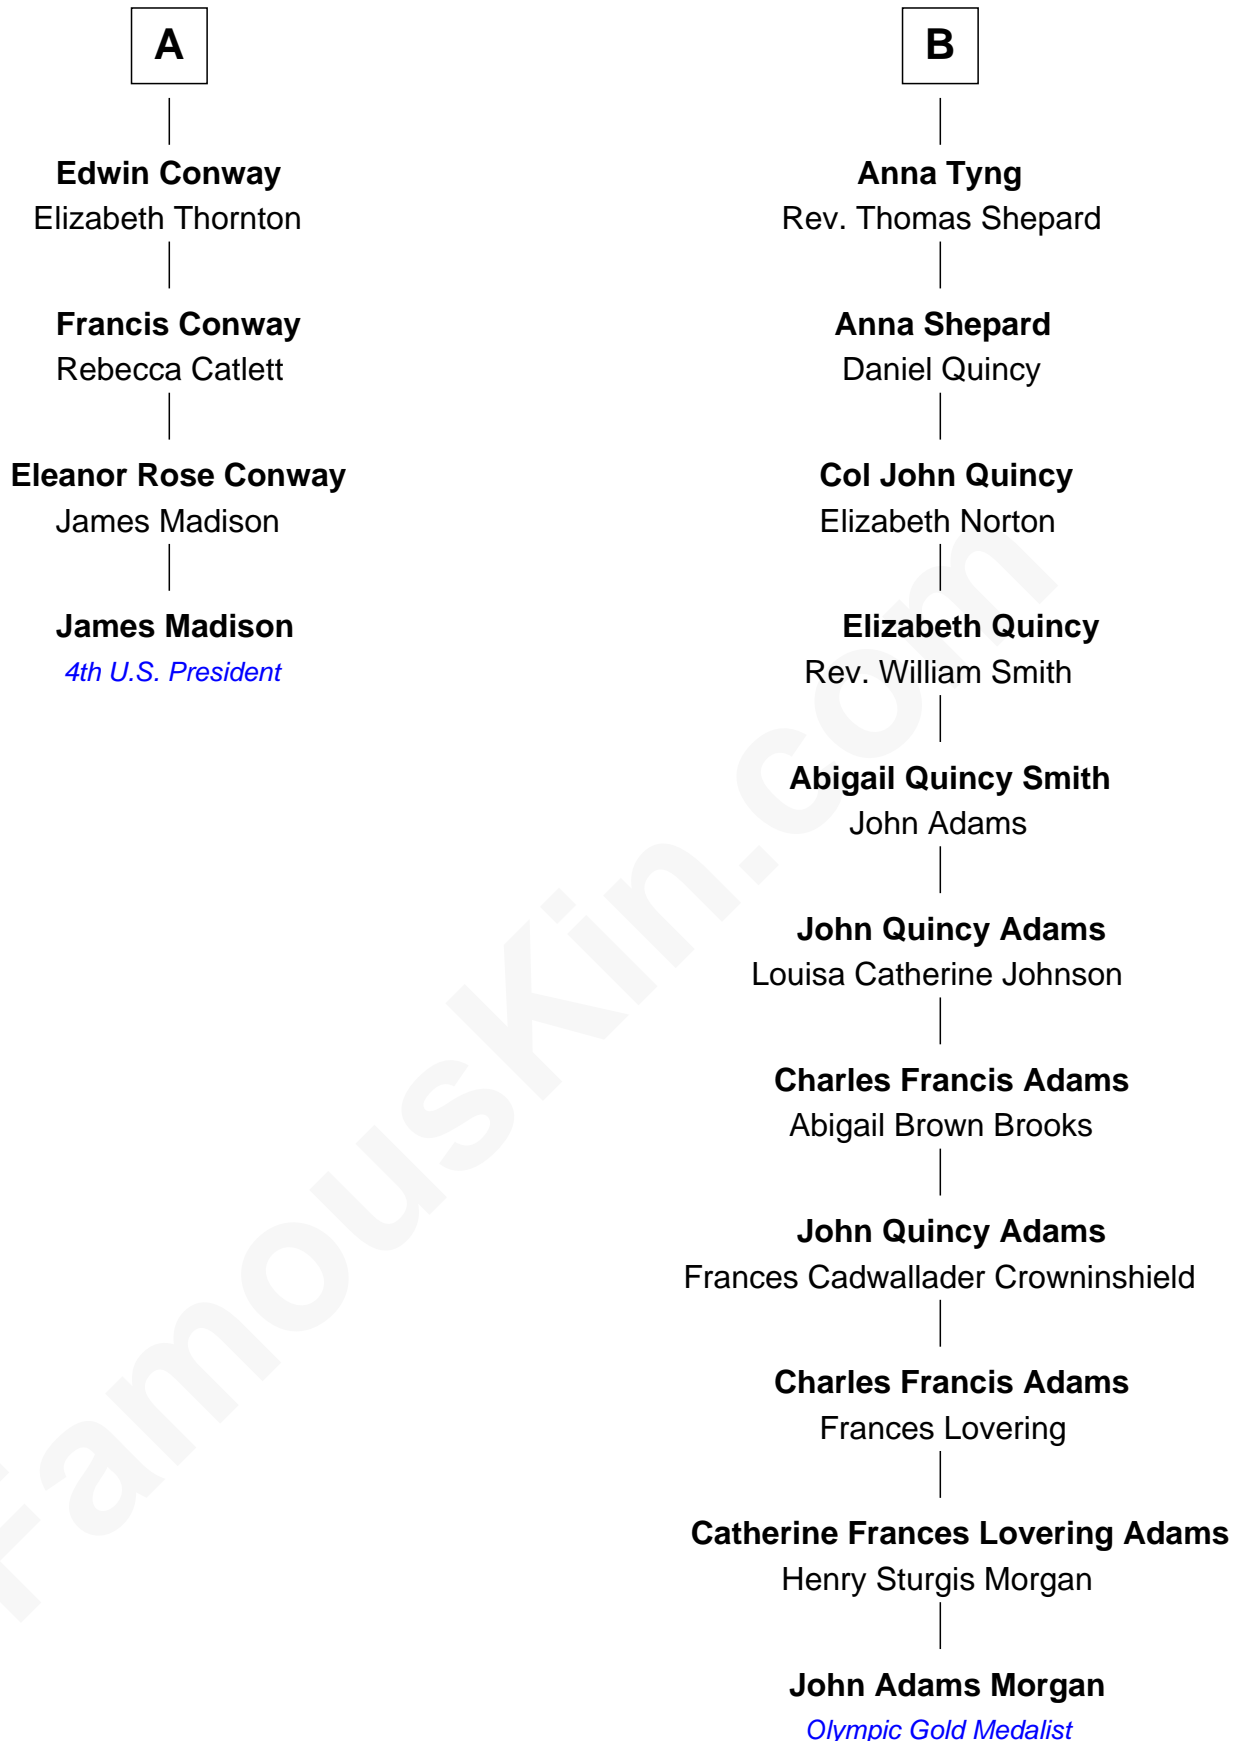 A
Edwin Conway
Elizabeth Thornton
Francis Conway
Rebecca Catlett
Eleanor Rose Conway
James Madison
James Madison
4th U.S. President
B
Anna Tyng
Rev. Thomas Shepard
Anna Shepard
Daniel Quincy
Col John Quincy
Elizabeth Norton
Elizabeth Quincy
Rev. William Smith
Abigail Quincy Smith
John Adams
John Quincy Adams
Louisa Catherine Johnson
Charles Francis Adams
Abigail Brown Brooks
John Quincy Adams
Frances Cadwallader Crowninshield
Charles Francis Adams
Frances Lovering
Catherine Frances Lovering Adams
Henry Sturgis Morgan
John Adams Morgan
Olympic Gold Medalist
FamousKin.com